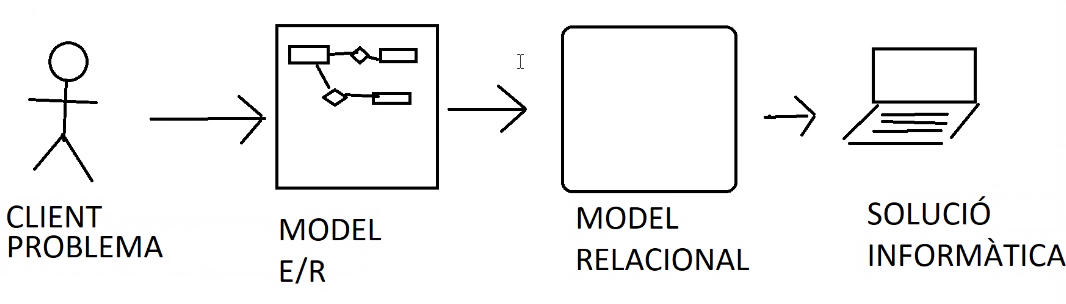 CLIENT
PROBLEMA
MODEL
E/R
MODEL
RELACIONAL
SOLUCIÓ
INFORMÀTICA